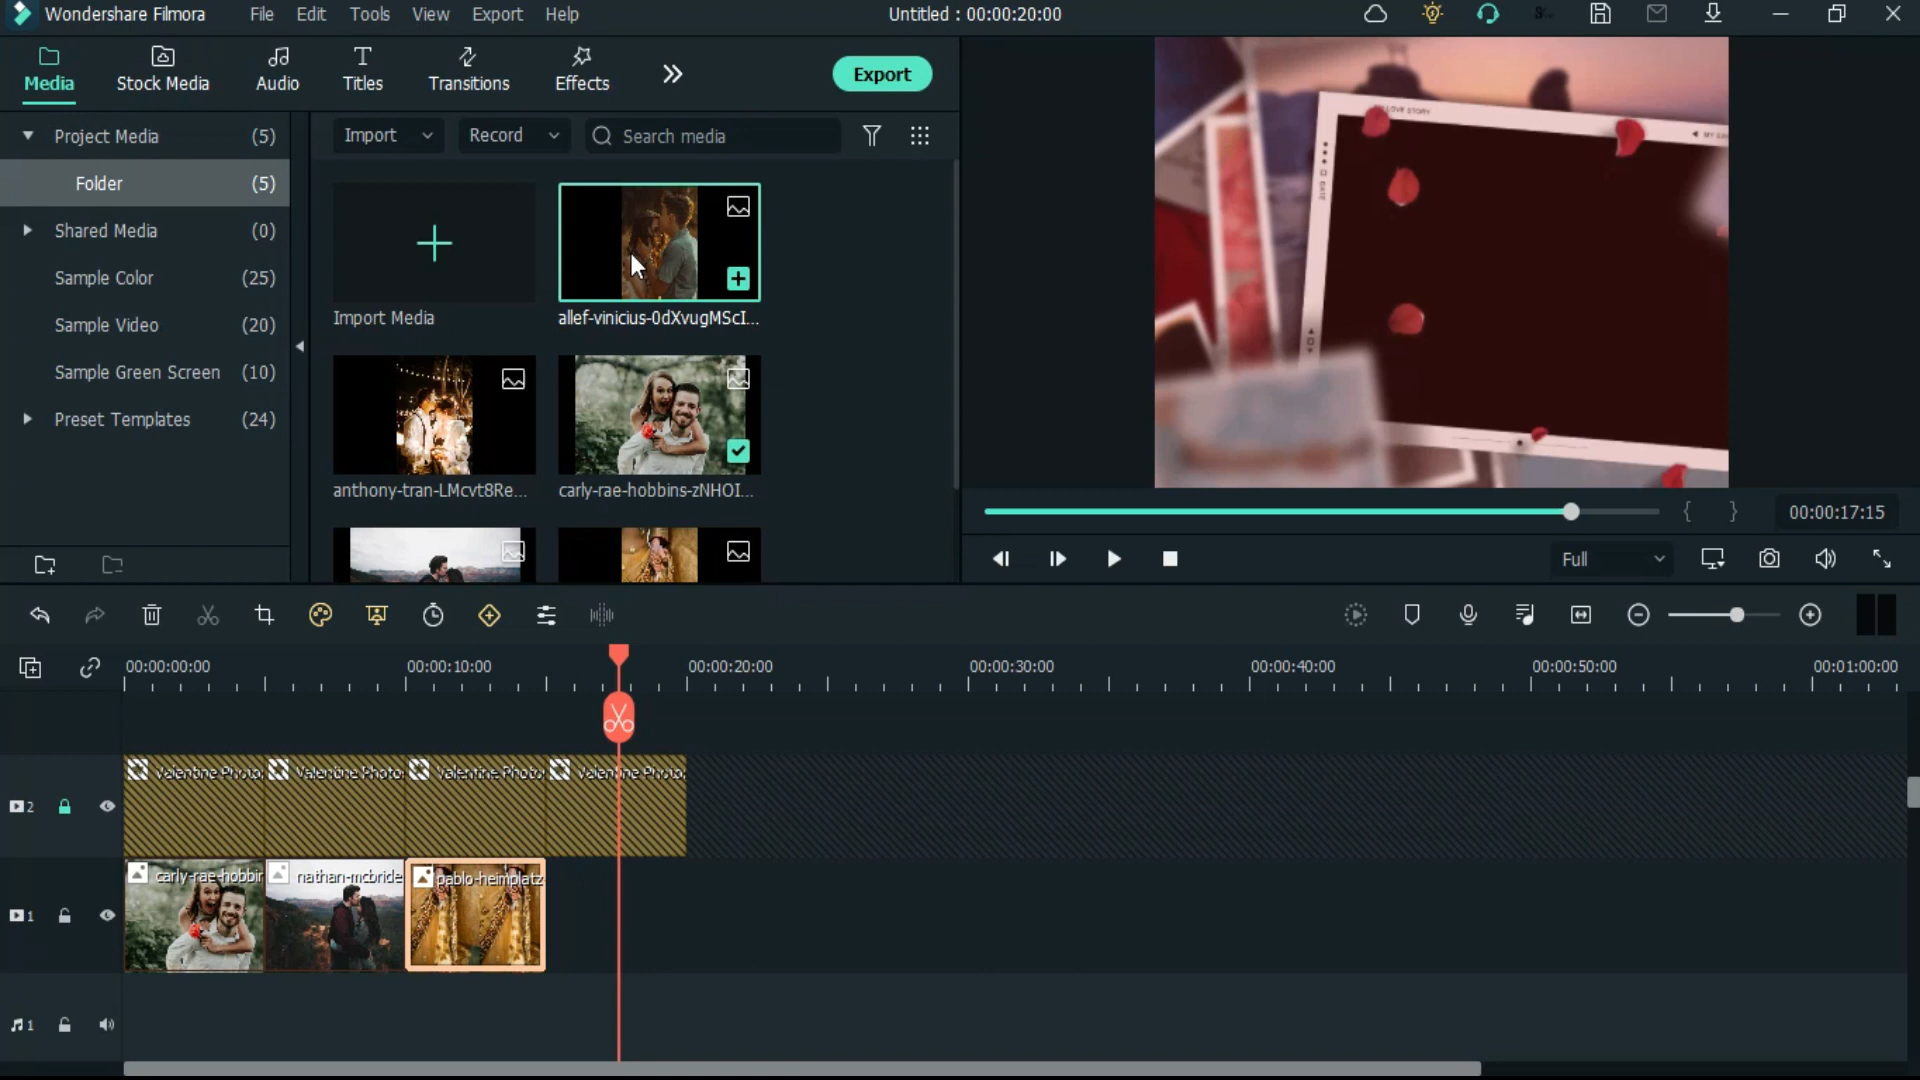 Wondershare Filmora File Edit Tools View Export Help Untitled : 00:00:20:00
Media Stock Media Audio Titles Transitions Effects Export
Project Media (5) Import Record Search media
Folder (5)
Shared Media (0)
Sample Color (25)
Sample Video (20)
Sample Green Screen (10)
Preset Templates (24)
Import Media allef-vinicius-0dXvugMScI...
anthony-tran-LMcvt8Re... carly-rae-hobbins-zNHOI...
LOVE STORY
DATE
00:00:17:15
Full
00:00:00:00 00:00:10:00 00:00:20:00 00:00:30:00 00:00:40:00 00:00:50:00 00:01:00:00
Valentine Photo Valentine Photo Valentine Photo Valentine Photo
2
carly-rae-hobbin nathan-mcbride pablo-heimplatz
1
1